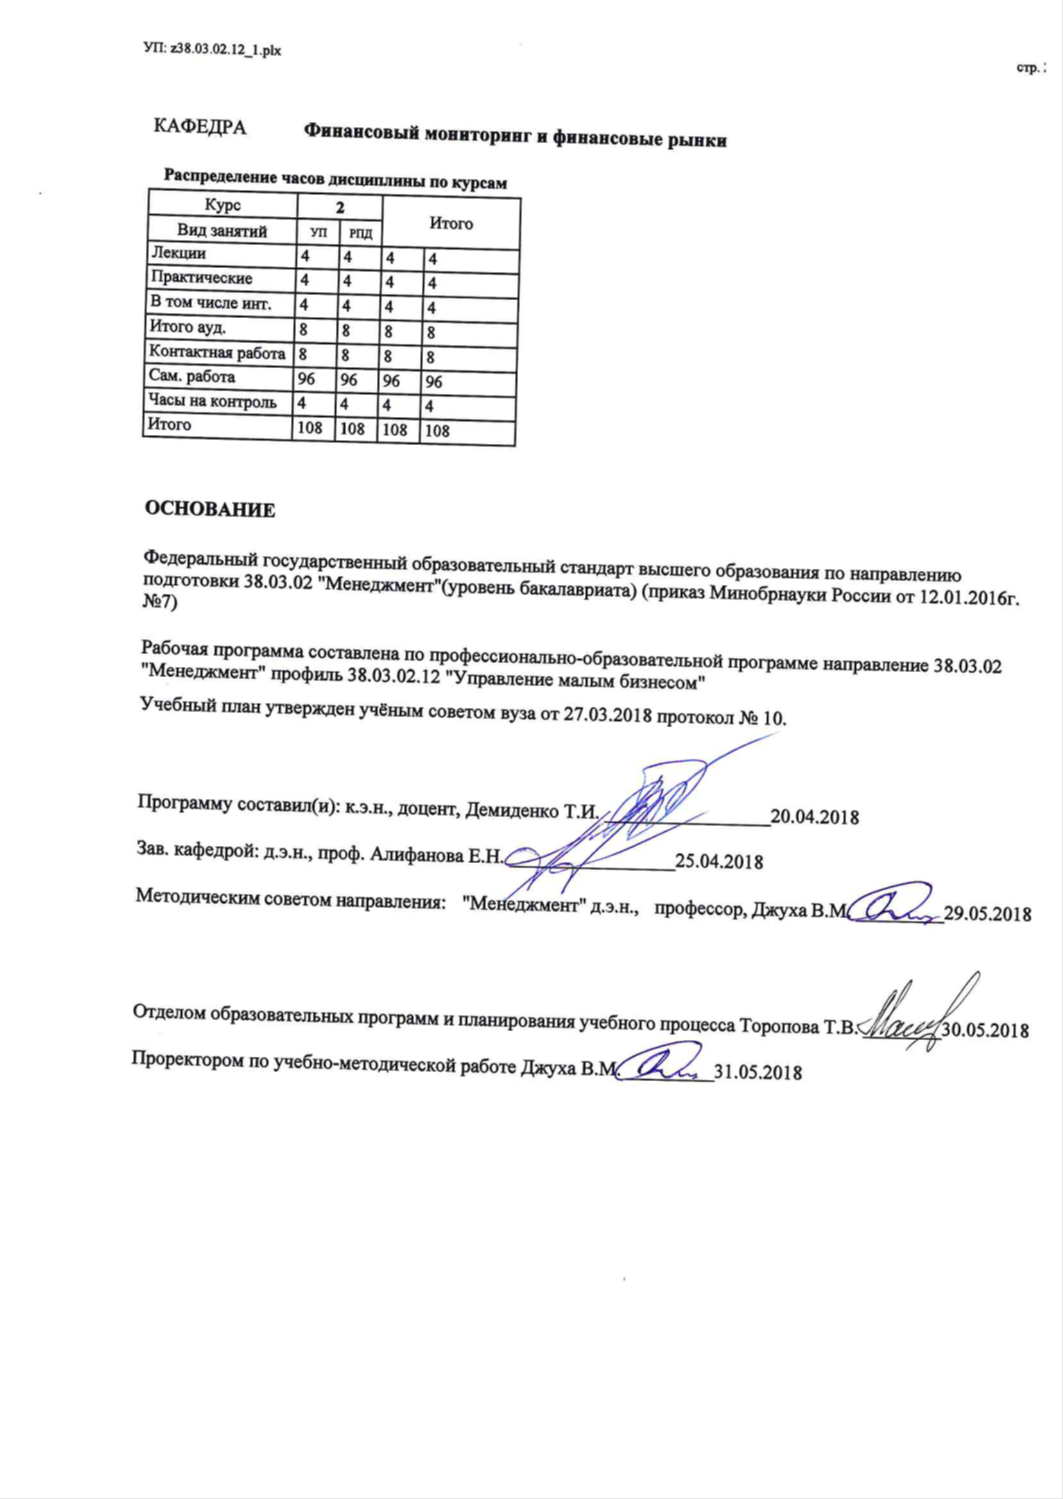 УП: z38.03.02.12_1.plx
стр.
КАФЕДРА Финансовый мониторинг и финансовые рынки
Распределение часов дисциплины по курсам
Курс 2 Итого
Вид занятий УП РПД
Лекции 4 4 4 4
Практические 4 4 4 4
В том числе инт. 4 4 4 4
Итого ауд. 8 8 8 8
Контактная работа 8 8 8 8
Сам. работа 96 96 96 96
Часы на контроль 4 4 4 4
Итого 108 108 108 108
ОСНОВАНИЕ
Федеральный государственный образовательный стандарт высшего образования по направлению
подготовки 38.03.02 "Менеджмент"(уровень бакалавриата) (приказ Минобрнауки России от 12.01.2016г.
№7)
Рабочая программа составлена по профессионально-образовательной программе направление 38.03.02
"Менеджмент" профиль 38.03.02.12 "Управление малым бизнесом"
Учебный план утвержден учёным советом вуза от 27.03.2018 протокол № 10.
Программу составил(и): к.э.н., доцент, Демиденко Т.И. 20.04.2018
Зав. кафедрой: д.э.н., проф. Алифанова Е.Н. 25.04.2018
Методическим советом направления: "Менеджмент" д.э.н., профессор, Джуха В.М. 29.05.2018
Отделом образовательных программ и планирования учебного процесса Торопова Т.В. 30.05.2018
Проректором по учебно-методической работе Джуха В.М. 31.05.2018